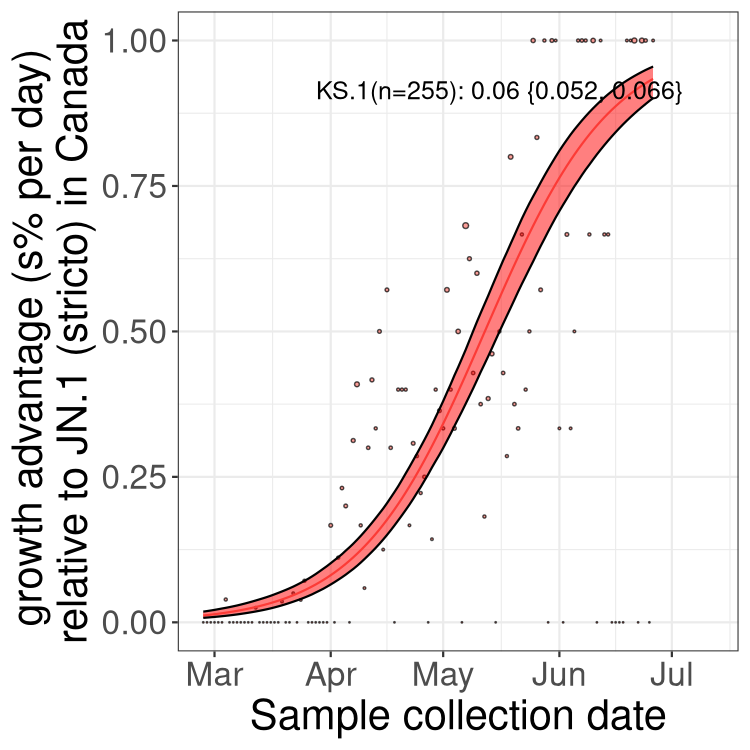 growth advantage (s% per day)
relative to JN.1 (stricto) in Canada
1.00
0.75
0.50
0.25
0.00
KS.1(n=255): 0.06 {0.052, 0.066}
Mar Apr May Jun Jul
Sample collection date